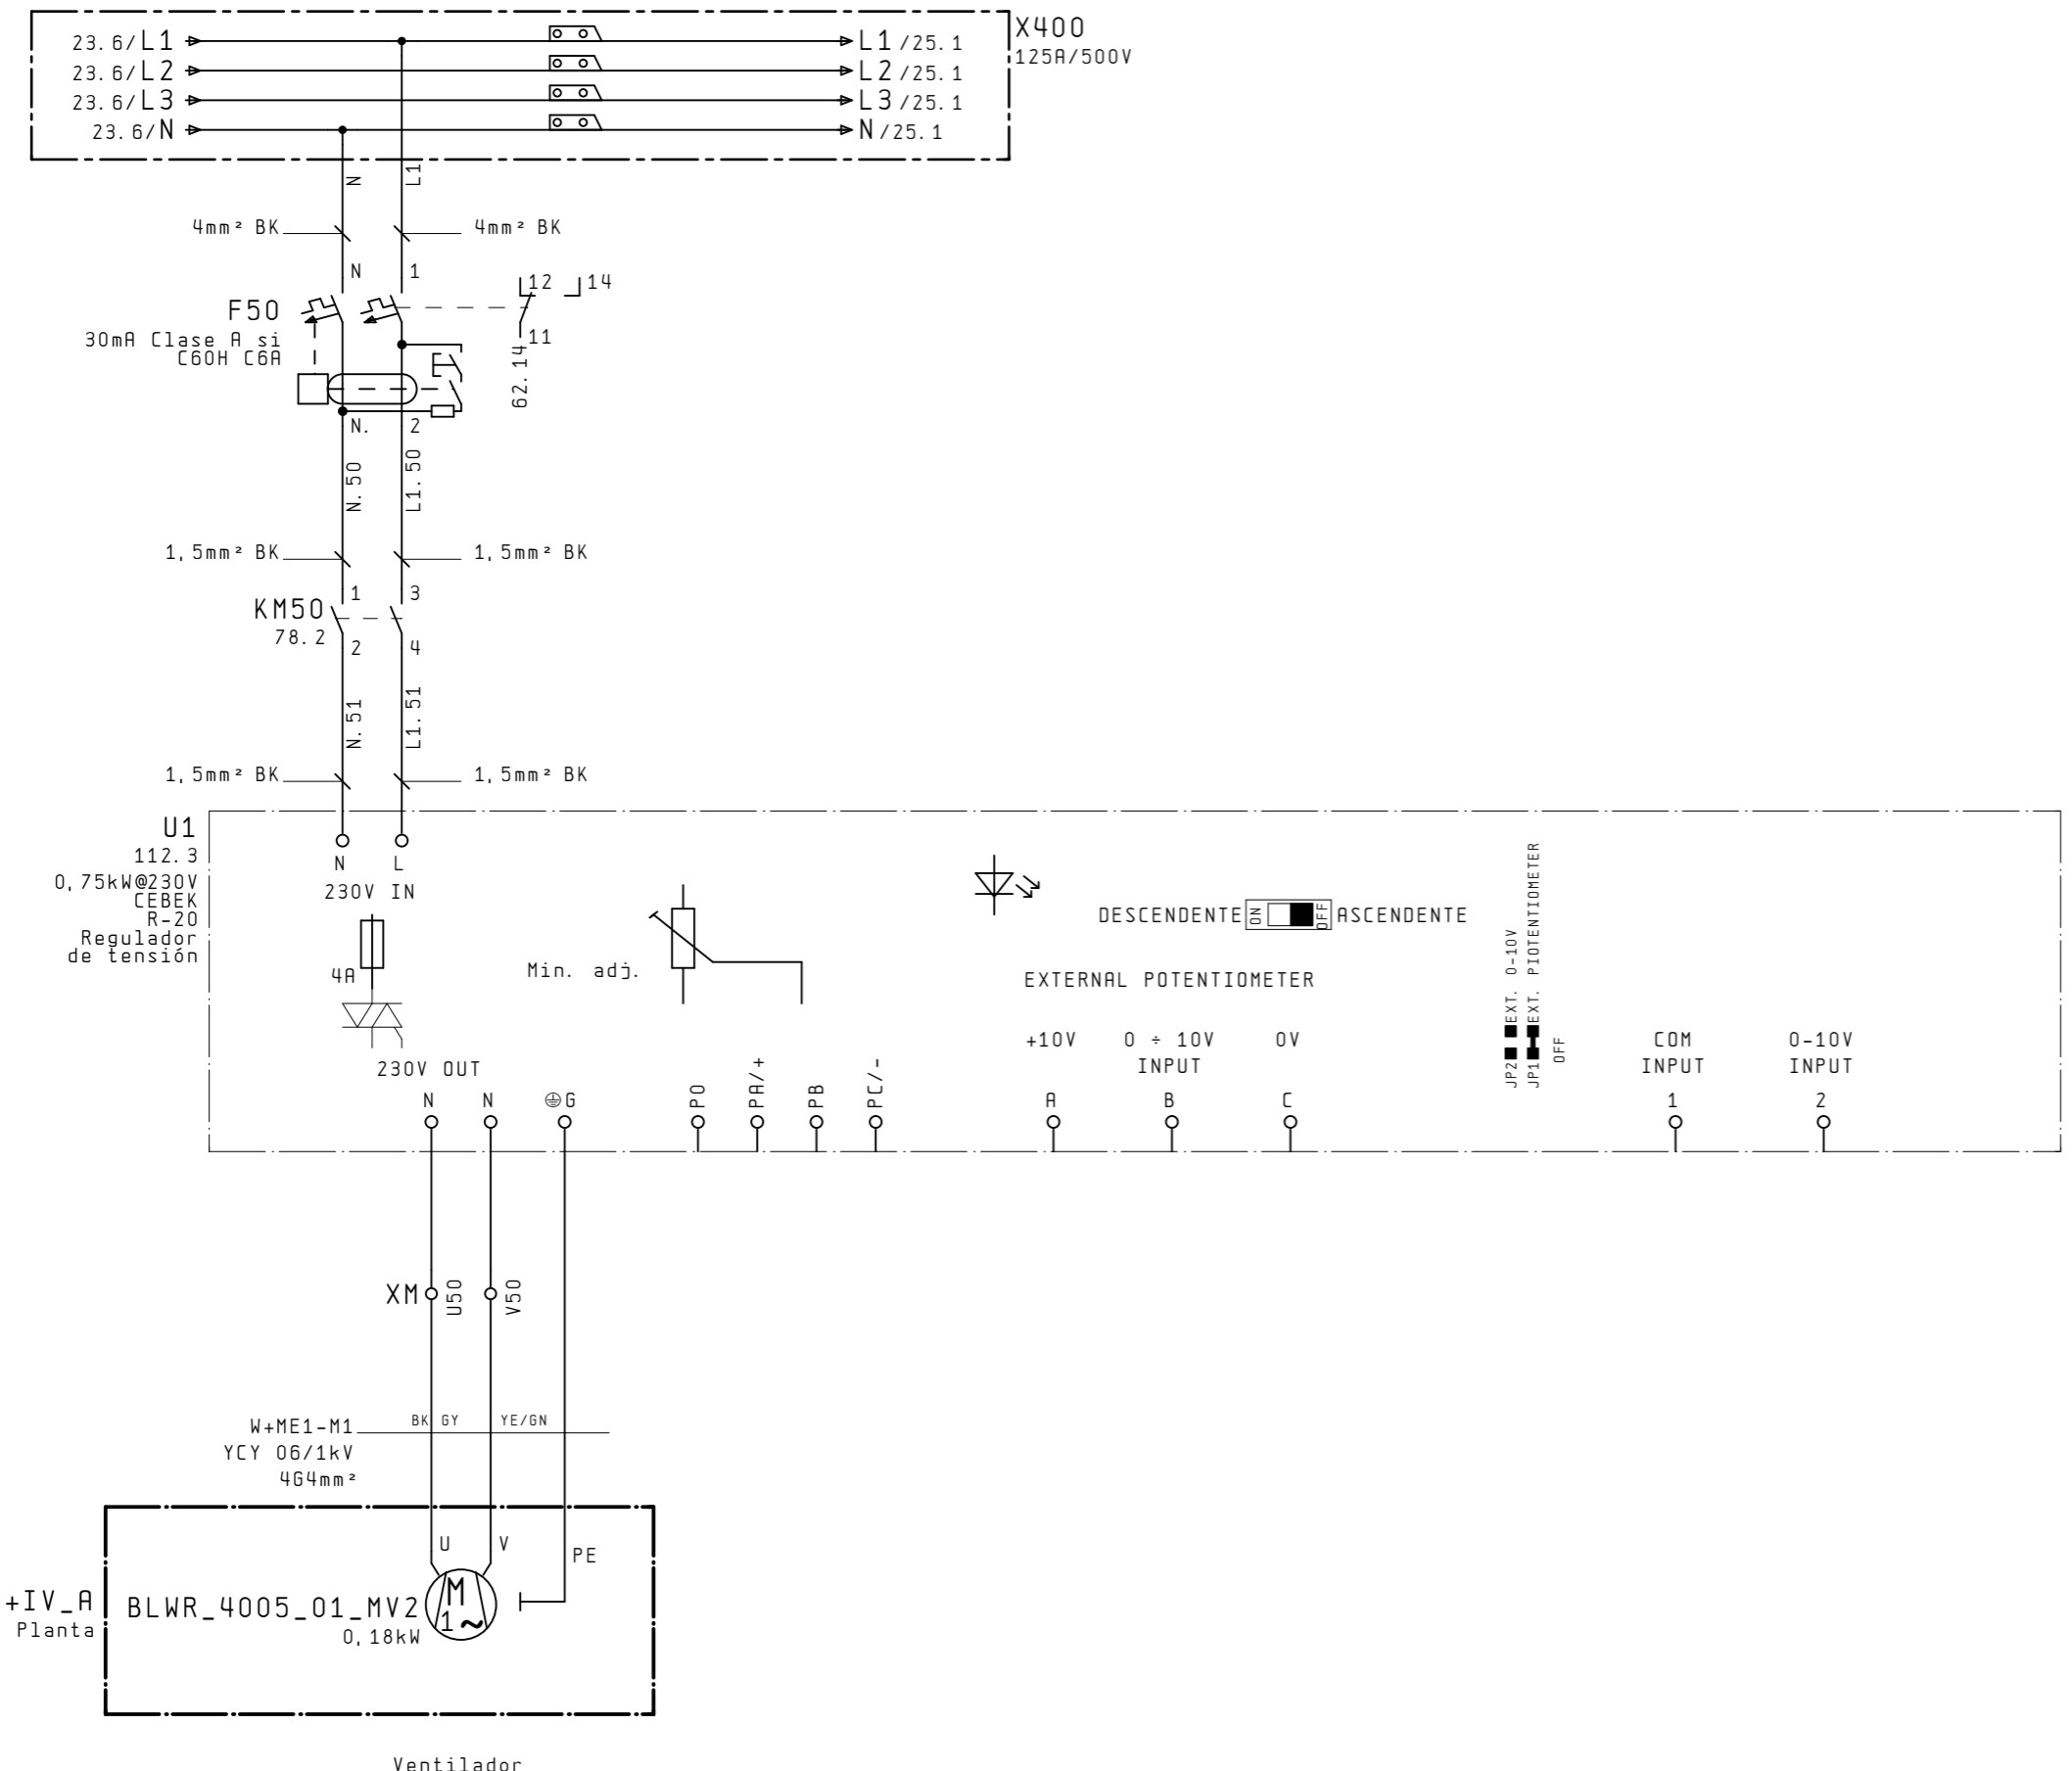 23.6/L1
L1/25.1
X400
125A/500V
23.6/L2
L2/25.1
23.6/L3
L3/25.1
23.6/N
N/25.1
N
L1
4mm² BK
4mm² BK
N
1
12
14
11
62.14
F50
30mA Clase A si
C60H C6A
N.
2
N.50
L1.50
1,5mm² BK
1,5mm² BK
1
3
KM50
78.2
2
4
N.51
L1.51
1,5mm² BK
1,5mm² BK
U1
112.3
0,75kW@230V
CEBEK
R-20
Regulador
de tensión
N
L
230V IN
4A
230V OUT
N
N
G
Min. adj.
PO
PA/+
PB
PC/-
DESCENDENTE
ON
OFF
ASCENDENTE
EXTERNAL POTENTIOMETER
+10V
0 ÷ 10V
INPUT
0V
A
B
C
JP2
EXT. 0-10V
JP1
EXT. PIOTENTIOMETER
OFF
COM
INPUT
0-10V
INPUT
1
2
XM
U50
V50
W+ME1-M1
BK
GY
YE/GN
YCY 06/1kV
4G4mm²
U
V
PE
+IV_A
Planta
BLWR_4005_01_MV2
0,18kW
M
1~
Ventilador